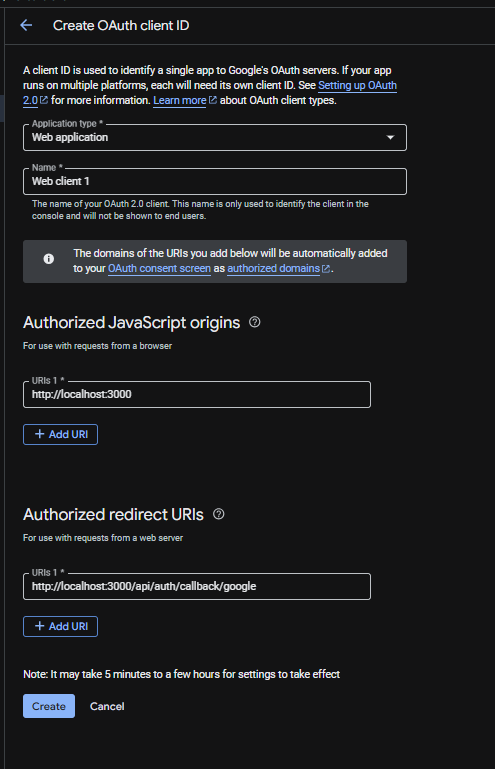 Create OAuth client ID
A client ID is used to identify a single app to Google's OAuth servers. If your app
runs on multiple platforms, each will need its own client ID. See Setting up OAuth
2.0 for more information. Learn more about OAuth client types.
Application type *
Web application
Name *
Web client 1
The name of your OAuth 2.0 client. This name is only used to identify the client in the
console and will not be shown to end users.
The domains of the URIs you add below will be automatically added
to your OAuth consent screen as authorized domains.
Authorized JavaScript origins
For use with requests from a browser
URIs 1 *
http://localhost:3000
+ Add URI
Authorized redirect URIs
For use with requests from a web server
URIs 1 *
http://localhost:3000/api/auth/callback/google
+ Add URI
Note: It may take 5 minutes to a few hours for settings to take effect
Create Cancel